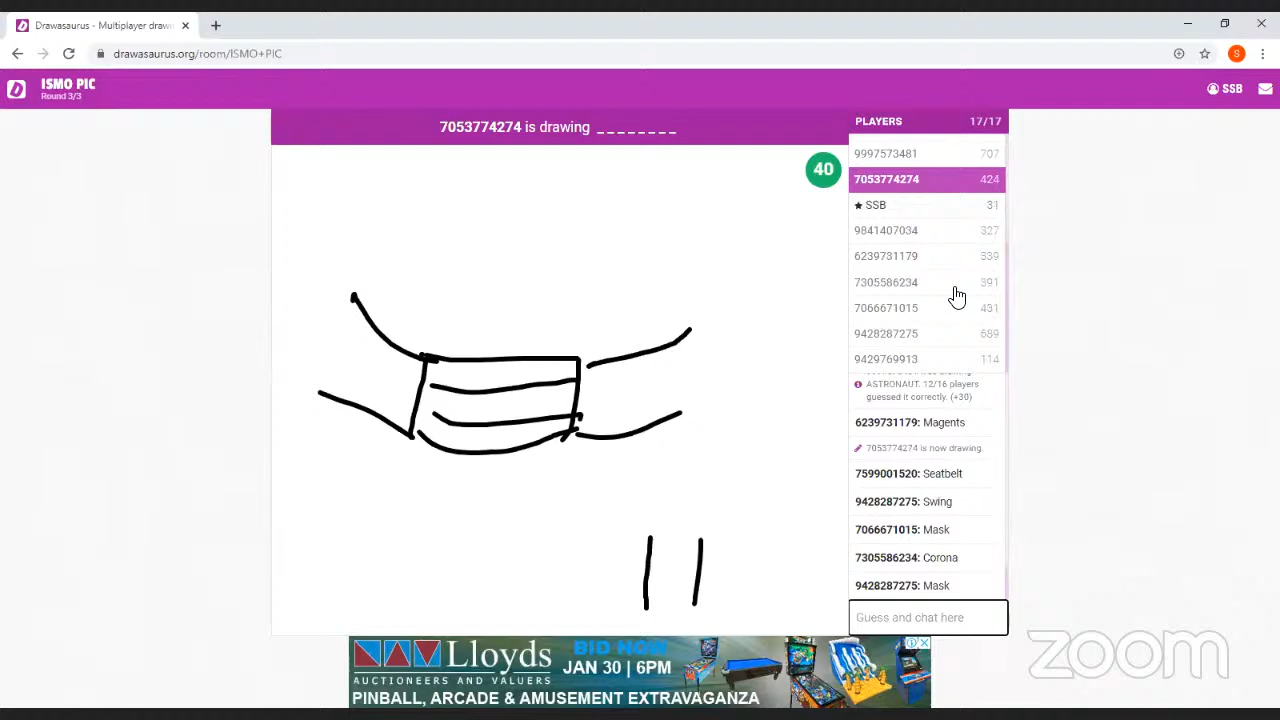 Drawasaurus - Multiplayer draw
drawasaurus.org/room/ISMO+PIC
S
ISMO PIC
Round 3/3
SSB
7053774274 is drawing ________
40
PLAYERS 17/17
9997573481 707
7053774274 424
★ SSB 31
9841407034 327
6239731179 339
7305586234 391
7066671015 431
9428287275 689
9429769913 114
ASTRONAUT. 12/16 players
guessed it correctly. (+30)
6239731179: Magents
7053774274 is now drawing.
7599001520: Seatbelt
9428287275: Swing
7066671015: Mask
7305586234: Corona
9428287275: Mask
Guess and chat here
Lloyds
AUCTIONEERS AND VALUERS
BID NOW
JAN 30 | 6PM
PINBALL, ARCADE & AMUSEMENT EXTRAVAGANZA
zoom